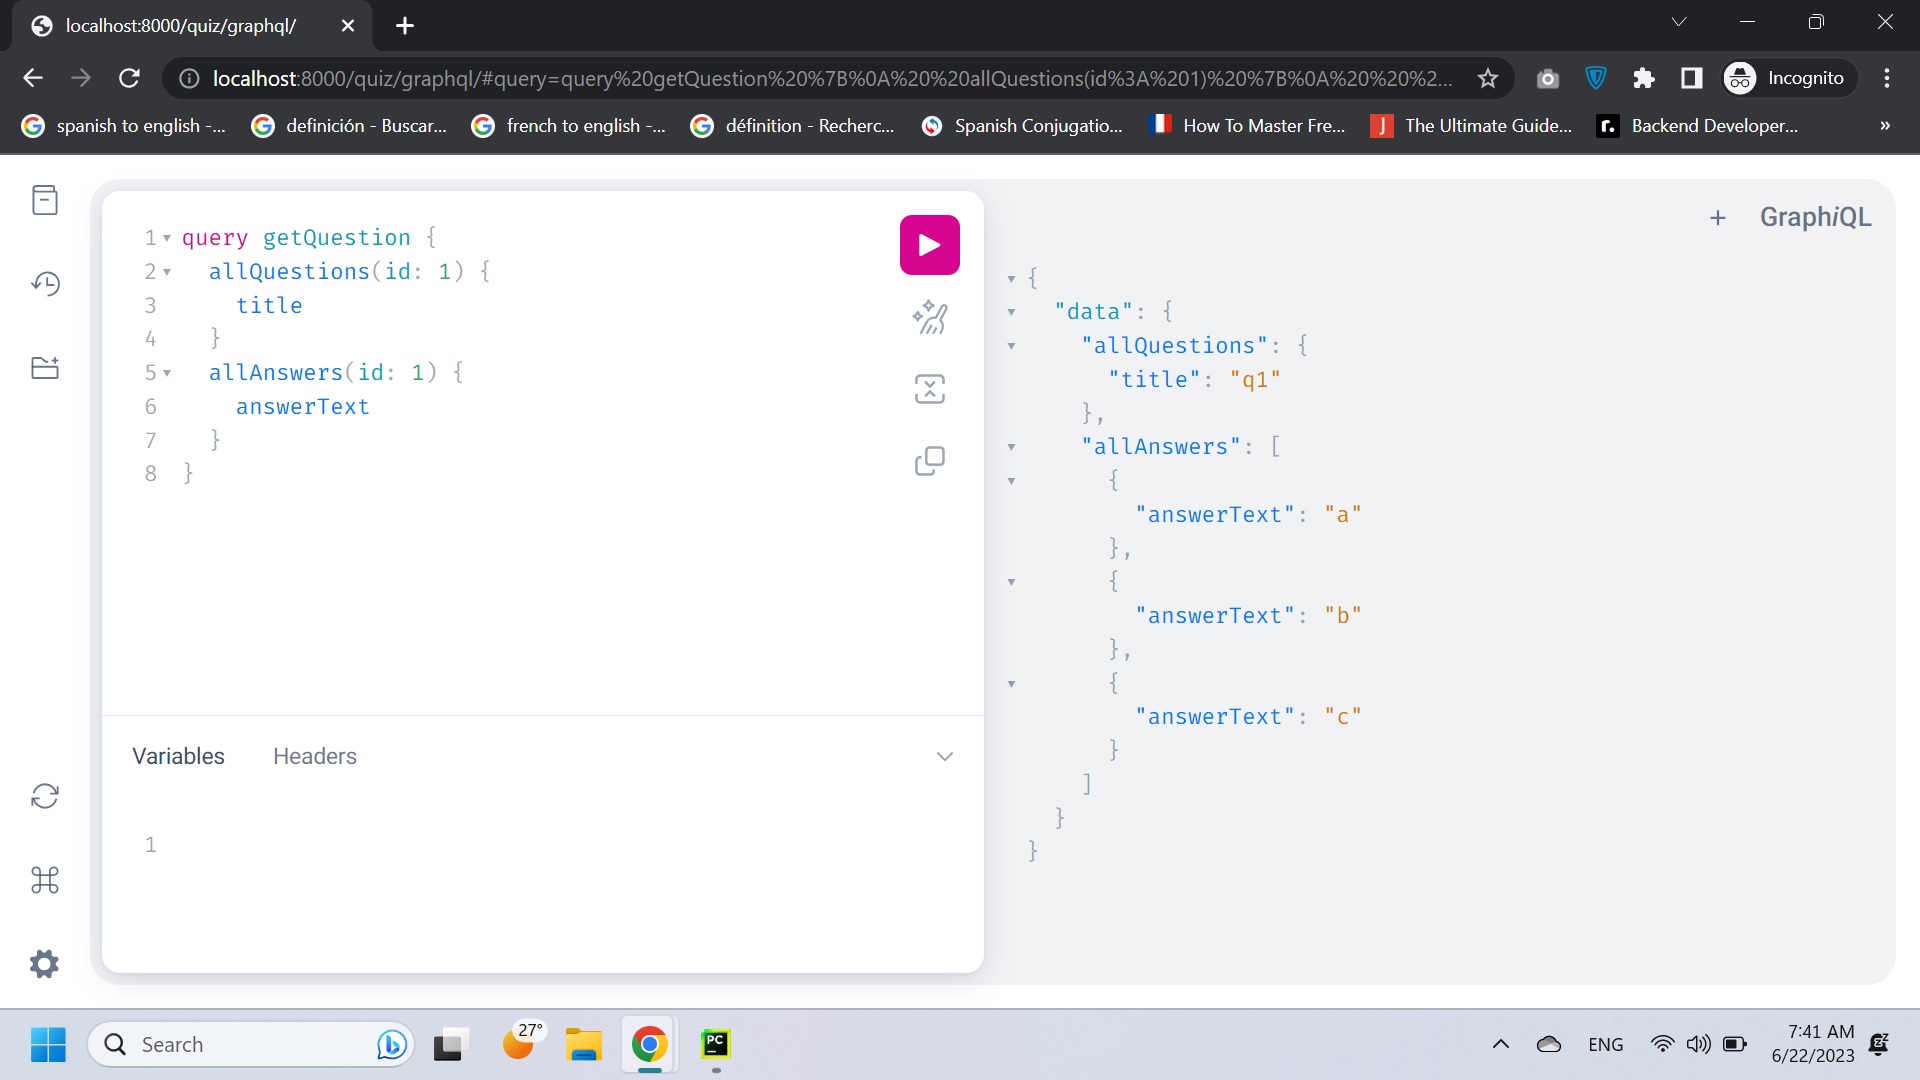 localhost:8000/quiz/graphql/
localhost:8000/quiz/graphql/#query=query%20getQuestion%20%7B%0A%20%20allQuestions(id%3A%201)%20%7B%0A%20%20%2...
Incognito
spanish to english -...
definición - Buscar...
french to english -...
définition - Recherc...
Spanish Conjugatio...
How To Master Fre...
J
The Ultimate Guide...
r.
Backend Developer...
»
GraphiQL
1 query getQuestion {
2 allQuestions(id: 1) {
3 title
4 }
5 allAnswers(id: 1) {
6 answerText
7 }
8 }
{
"data": {
"allQuestions": {
"title": "q1"
},
"allAnswers": [
{
"answerText": "a"
},
{
"answerText": "b"
},
{
"answerText": "c"
}
]
}
}
Variables Headers
1
Search
27°
PC
ENG
7:41 AM
6/22/2023